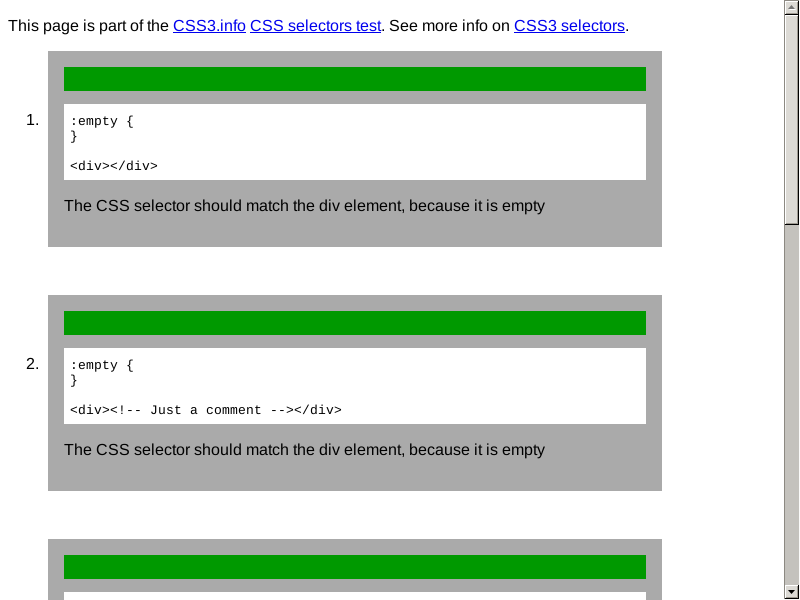 This page is part of the CSS3.info CSS selectors test. See more info on CSS3 selectors.
1.
:empty {
}
<div></div>
The CSS selector should match the div element, because it is empty
2.
:empty {
}
<div><!-- Just a comment --></div>
The CSS selector should match the div element, because it is empty